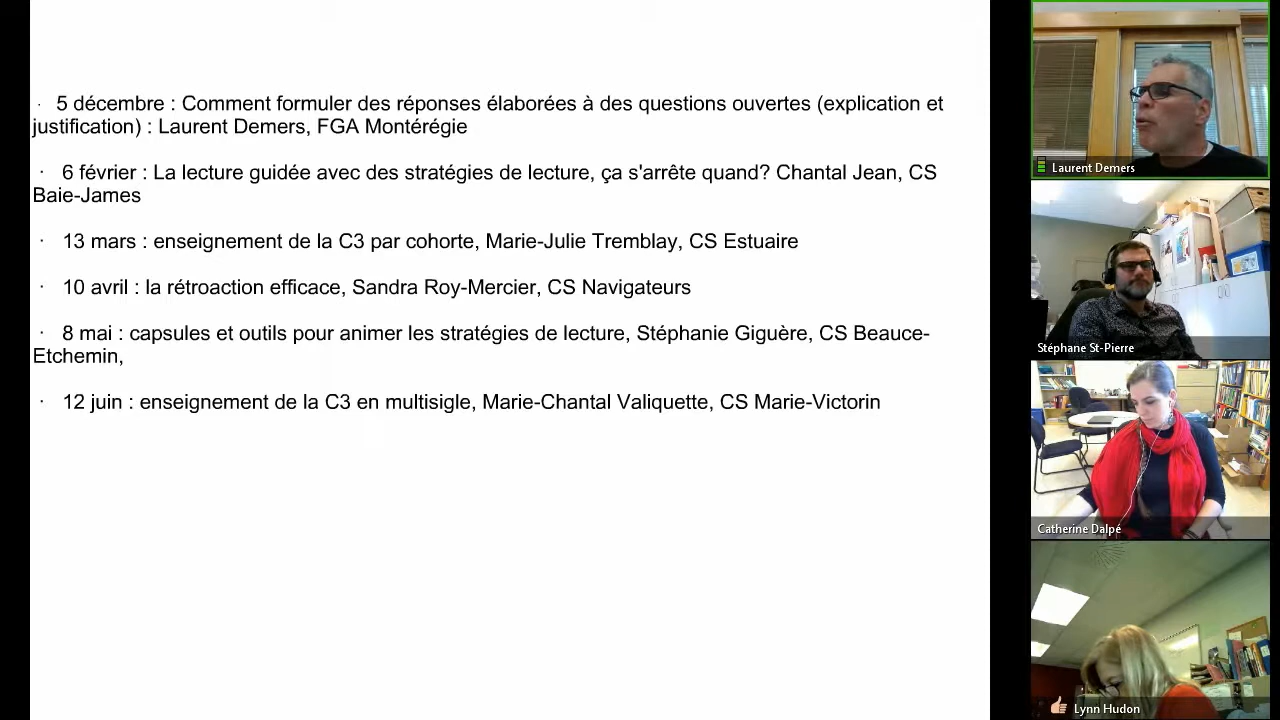 · 5 décembre : Comment formuler des réponses élaborées à des questions ouvertes (explication et
justification) : Laurent Demers, FGA Montérégie
· 6 février : La lecture guidée avec des stratégies de lecture, ça s'arrête quand? Chantal Jean, CS
Baie-James
· 13 mars : enseignement de la C3 par cohorte, Marie-Julie Tremblay, CS Estuaire
· 10 avril : la rétroaction efficace, Sandra Roy-Mercier, CS Navigateurs
· 8 mai : capsules et outils pour animer les stratégies de lecture, Stéphanie Giguère, CS Beauce-
Etchemin,
· 12 juin : enseignement de la C3 en multisigle, Marie-Chantal Valiquette, CS Marie-Victorin
Laurent Demers
Stéphane St-Pierre
Catherine Dalpé
Lynn Hudon